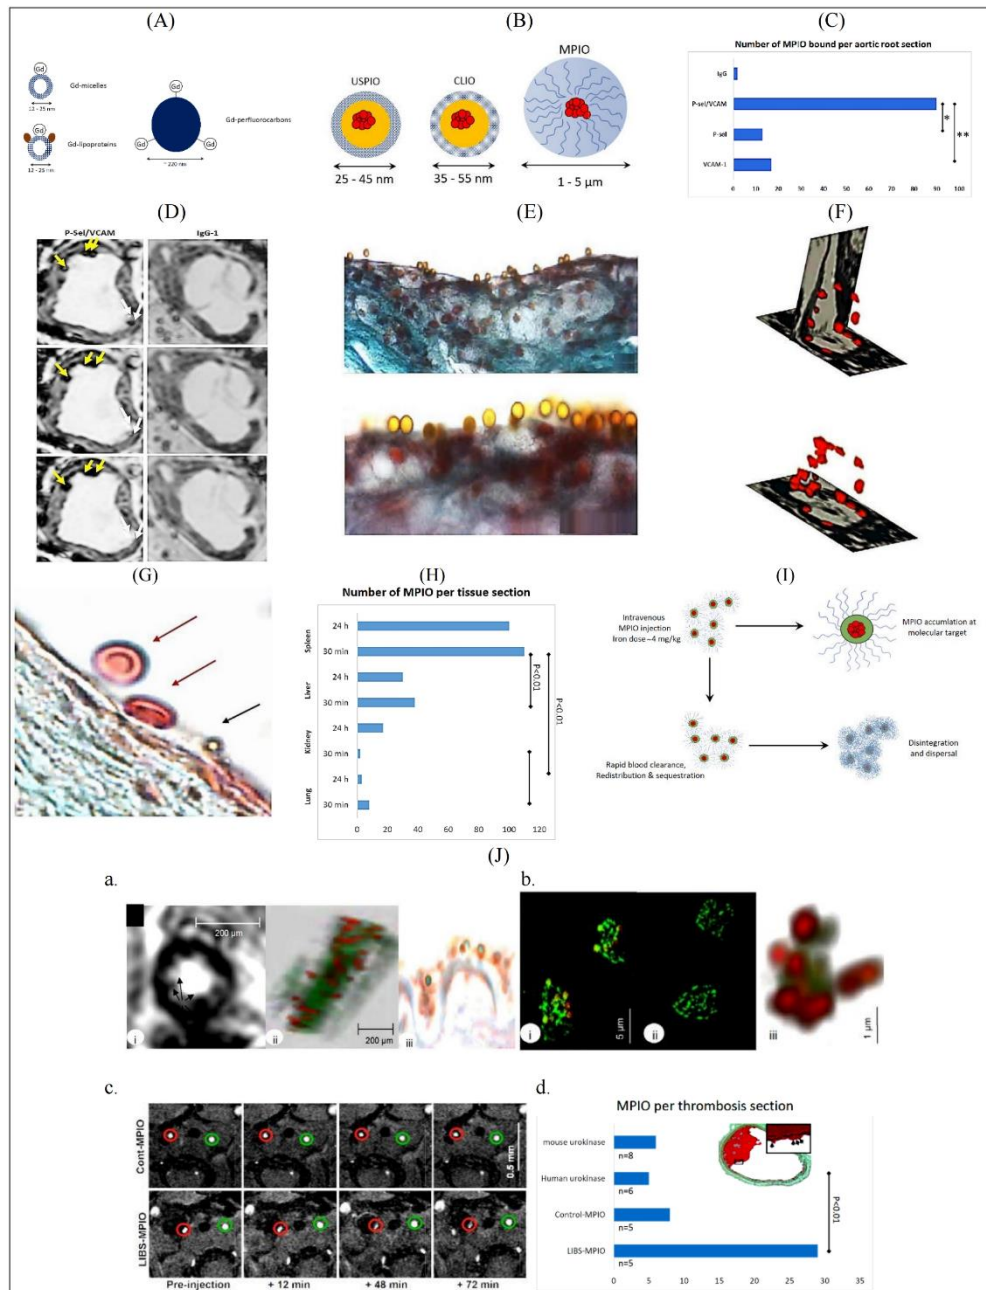 (A)
Gd
Gd-micelles
12 - 25 nm
Gd
Gd-lipoproteins
12 - 25 nm
Gd
Gd
Gd
Gd-perfluorocarbons
~ 220 nm
(B)
USPIO
25 - 45 nm
CLIO
35 - 55 nm
MPIO
1 - 5 µm
(C)
Number of MPIO bound per aortic root section
IgG
P-sel/VCAM
P-sel
VCAM-1
*
**
0 10 20 30 40 50 60 70 80 90 100
(D)
P-Sel/VCAM IgG-1
(E)
(F)
(G)
(H)
Number of MPIO per tissue section
Spleen
24 h
30 min
Liver
24 h
30 min
Kidney
24 h
30 min
Lung
24 h
30 min
P<0.01
P<0.01
0 20 40 60 80 100 120
(I)
Intravenous
MPIO injection
Iron dose ~4 mg/kg
MPIO accumlation at
molecular target
Rapid blood clearance,
Redistribution & sequestration
Disintegration
and dispersal
(J)
a.
200 µm
i
ii
200 µm
iii
b.
i
5 µm
ii
iii
1 µm
c.
Cont-MPIO
LIBS-MPIO
0.5 mm
Pre-injection + 12 min + 48 min + 72 min
d.
MPIO per thrombosis section
mouse urokinase
n=8
Human urokinase
n=6
Control-MPIO
n=5
LIBS-MPIO
n=5
P<0.01
0 5 10 15 20 25 30 35